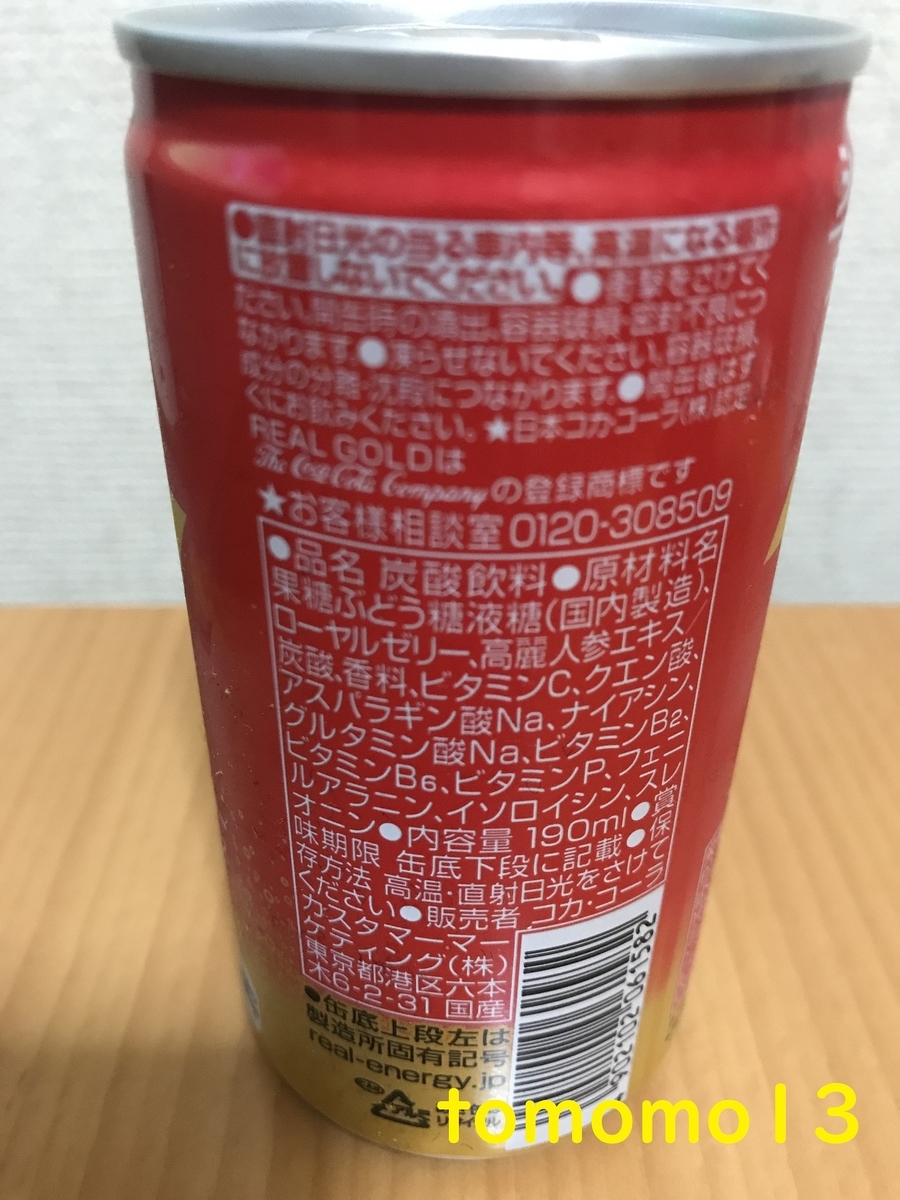 ●直射日光の当る車内等、高温になる場所
に放置しないでください。●衝撃をさけてく
ださい。開缶時の噴出、容器破損・密封不良につ
ながります。●凍らせないでください。容器破損、
成分の分離・沈殿につながります。●開缶後はす
ぐにお飲みください。★日本コカ・コーラ(株)認定
REAL GOLDは
The Coca-Cola Companyの登録商標です
★お客様相談室 0120-308509
●品名 炭酸飲料●原材料名
果糖ぶどう糖液糖(国内製造)、
ローヤルゼリー、高麗人参エキス/
炭酸、香料、ビタミンC、クエン酸、
アスパラギン酸Na、ナイアシン、
グルタミン酸Na、ビタミンB2、
ビタミンB6、ビタミンP、フェニ
ルアラニン、イソロイシン、スレ
オニン●内容量 190ml●賞
味期限 缶底下段に記載●保
存方法 高温・直射日光をさけて
ください●販売者 コカ・コーラ
カスタマーマー
ケティング(株)
東京都港区六本
木6-2-31 国産
●缶底上段左は
製造所固有記号
real-energy.jp
リサイクル
tomomo13